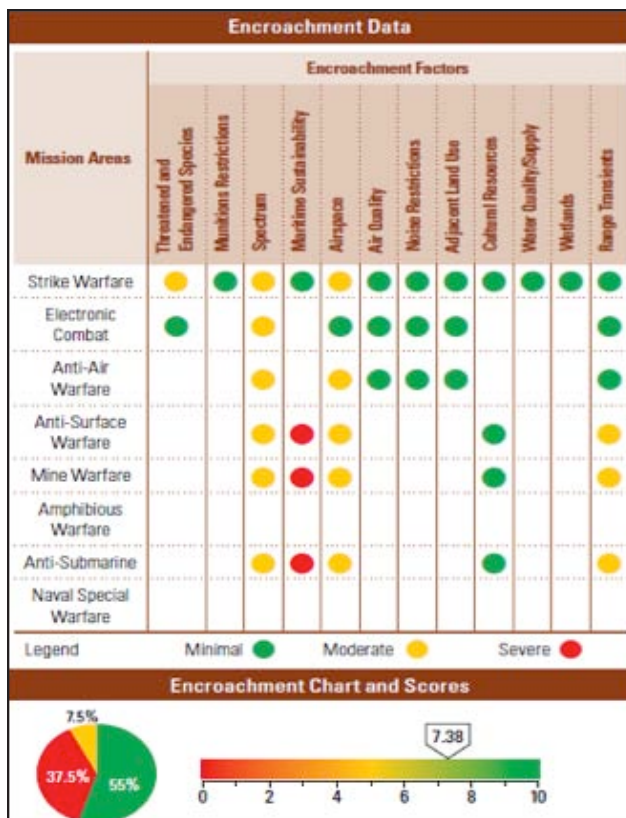 Encroachment Data
Encroachment Factors
Mission Areas
Threatened and
Endangered Species
Munitions Restrictions
Spectrum
Maritime Sustainability
Airspace
Air Quality
Noise Restrictions
Adjacent Land Use
Cultural Resources
Water Quality/Supply
Wetlands
Range Transients
Strike Warfare
Electronic
Combat
Anti-Air
Warfare
Anti-Surface
Warfare
Mine Warfare
Amphibious
Warfare
Anti-Submarine
Naval Special
Warfare
Legend Minimal Moderate Severe
Encroachment Chart and Scores
7.5%
37.5%
55%
7.38
0 2 4 6 8 10